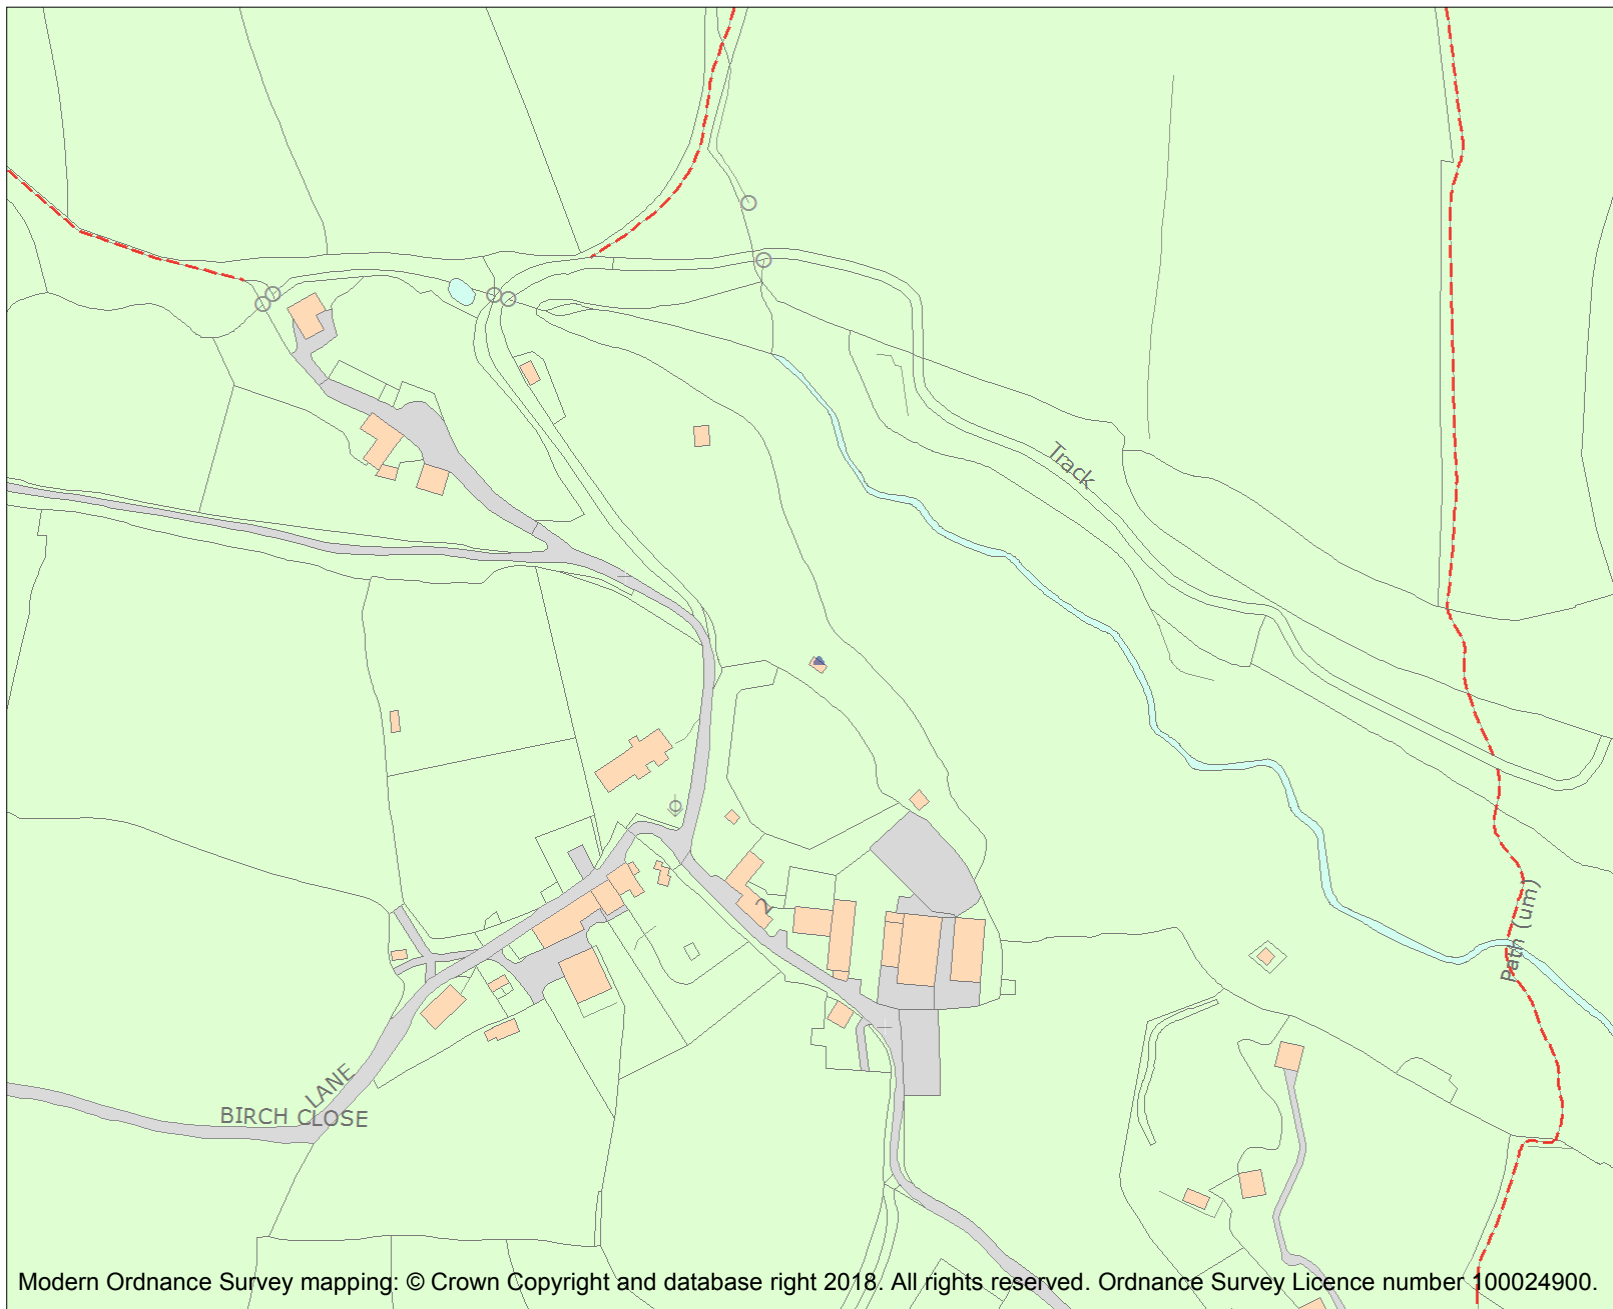 Track
2
Path (um)
LANE
BIRCH CLOSE
Modern Ordnance Survey mapping: © Crown Copyright and database right 2018. All rights reserved. Ordnance Survey Licence number 100024900.